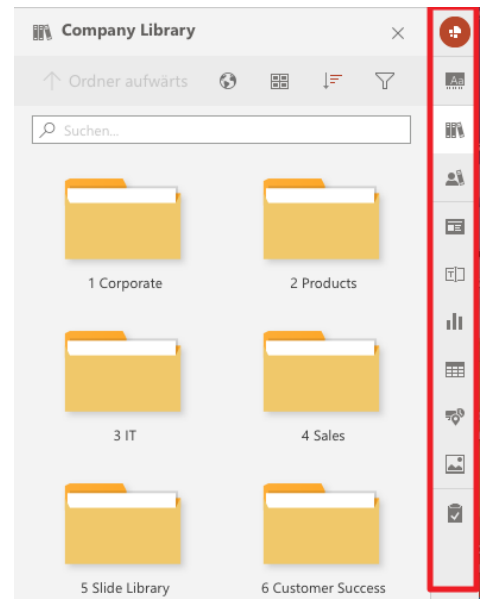 Company Library
Ordner aufwärts
Suchen...
1 Corporate
2 Products
3 IT
4 Sales
5 Slide Library
6 Customer Success
Aa
T